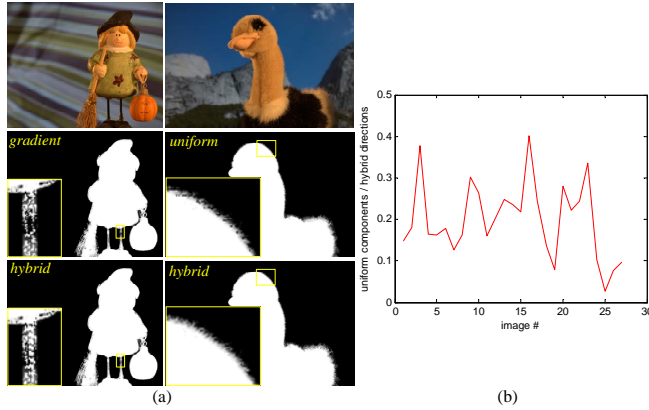 gradient
uniform
hybrid
hybrid
(a)
uniform components / hybrid directions
0.5
0.4
0.3
0.2
0.1
0
0 5 10 15 20 25 30
image #
(b)